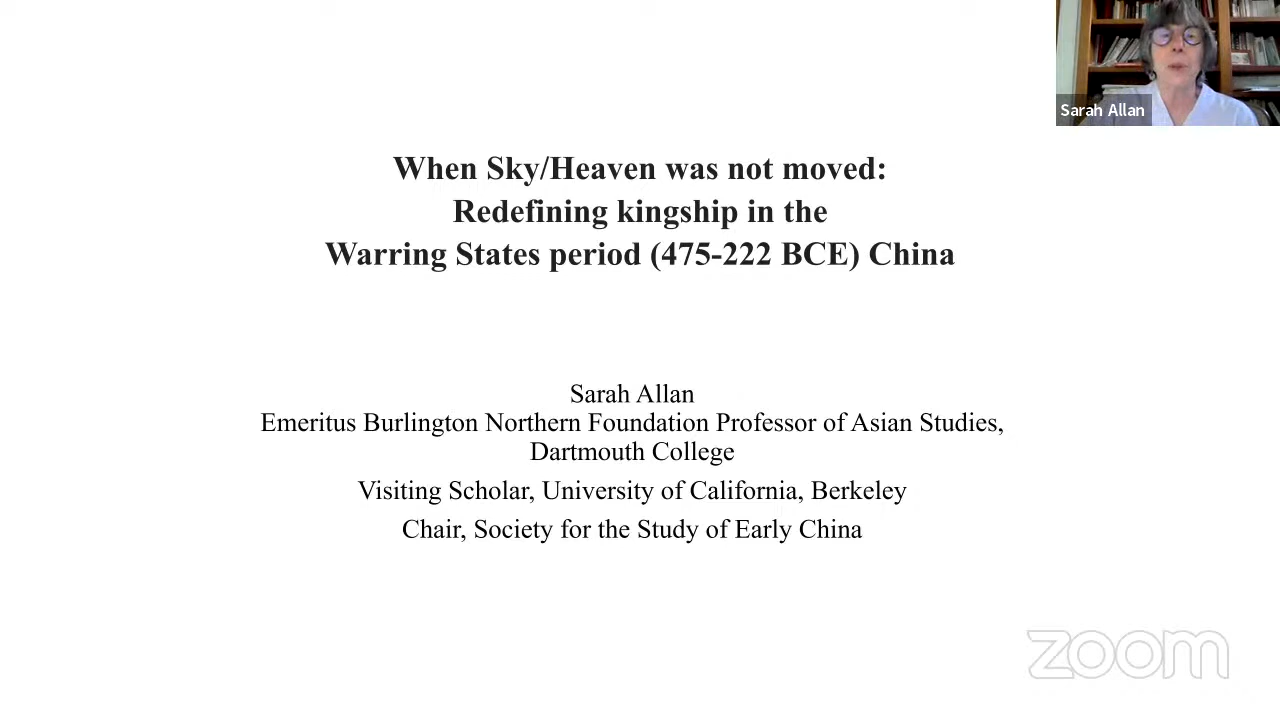 Sarah Allan
When Sky/Heaven was not moved:
Redefining kingship in the
Warring States period (475-222 BCE) China
Sarah Allan
Emeritus Burlington Northern Foundation Professor of Asian Studies,
Dartmouth College
Visiting Scholar, University of California, Berkeley
Chair, Society for the Study of Early China
zoom